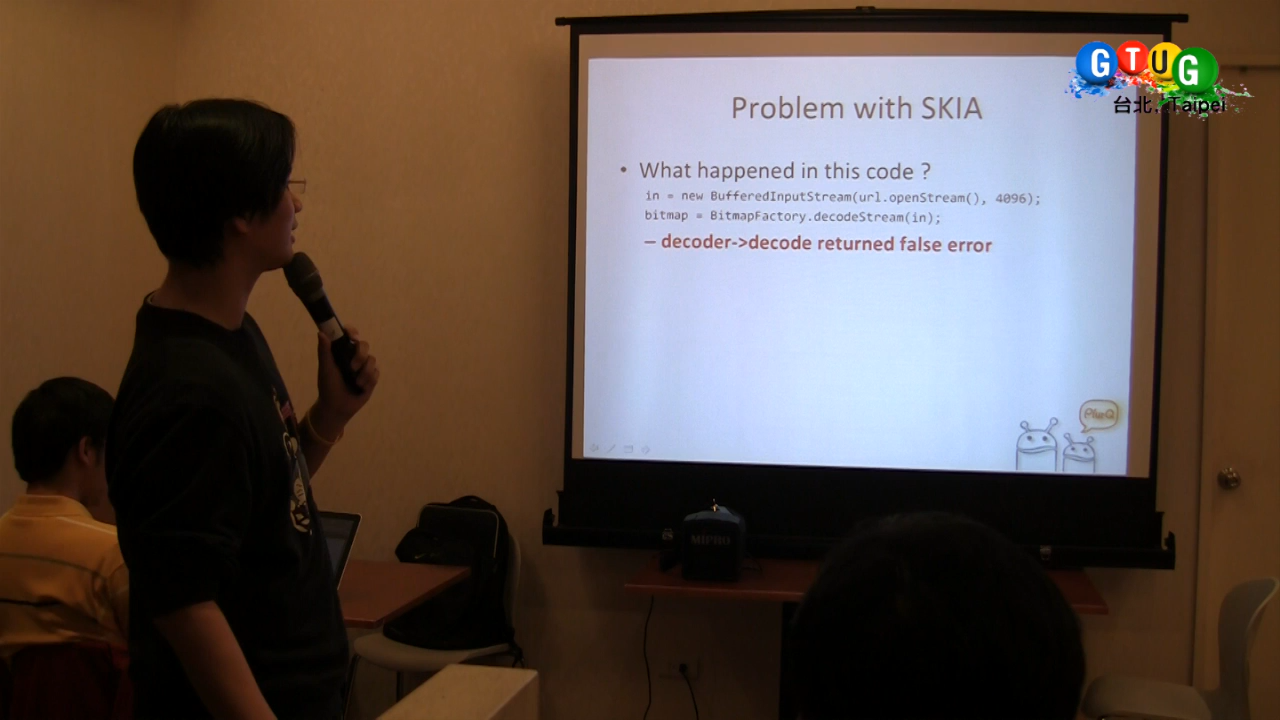 GTUG
台北, Taipei
Problem with SKIA
• What happened in this code ?
in = new BufferedInputStream(url.openStream(), 4096);
bitmap = BitmapFactory.decodeStream(in);
– decoder->decode returned false error
MIPRO